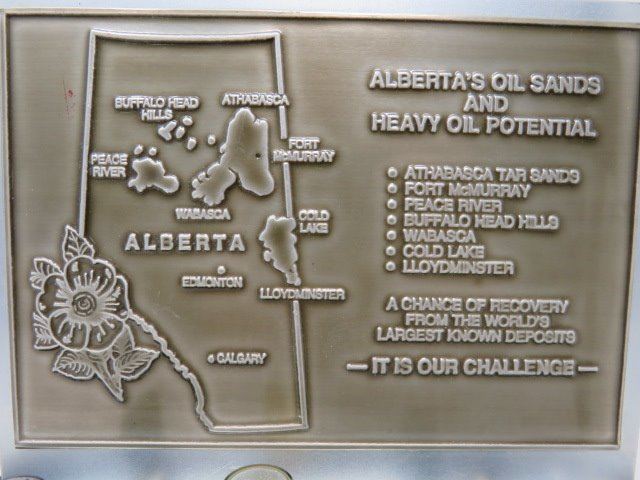 BUFFALO HEAD
HILLS
ATHABASCA
FORT
McMURRAY
PEACE
RIVER
WABASCA
COLD
LAKE
ALBERTA
EDMONTON
LLOYDMINSTER
CALGARY
ALBERTA'S OIL SANDS
AND
HEAVY OIL POTENTIAL
ATHABASCA TAR SANDS
FORT McMURRAY
PEACE RIVER
BUFFALO HEAD HILLS
WABASCA
COLD LAKE
LLOYDMINSTER
A CHANCE OF RECOVERY
FROM THE WORLD'S
LARGEST KNOWN DEPOSITS
— IT IS OUR CHALLENGE —